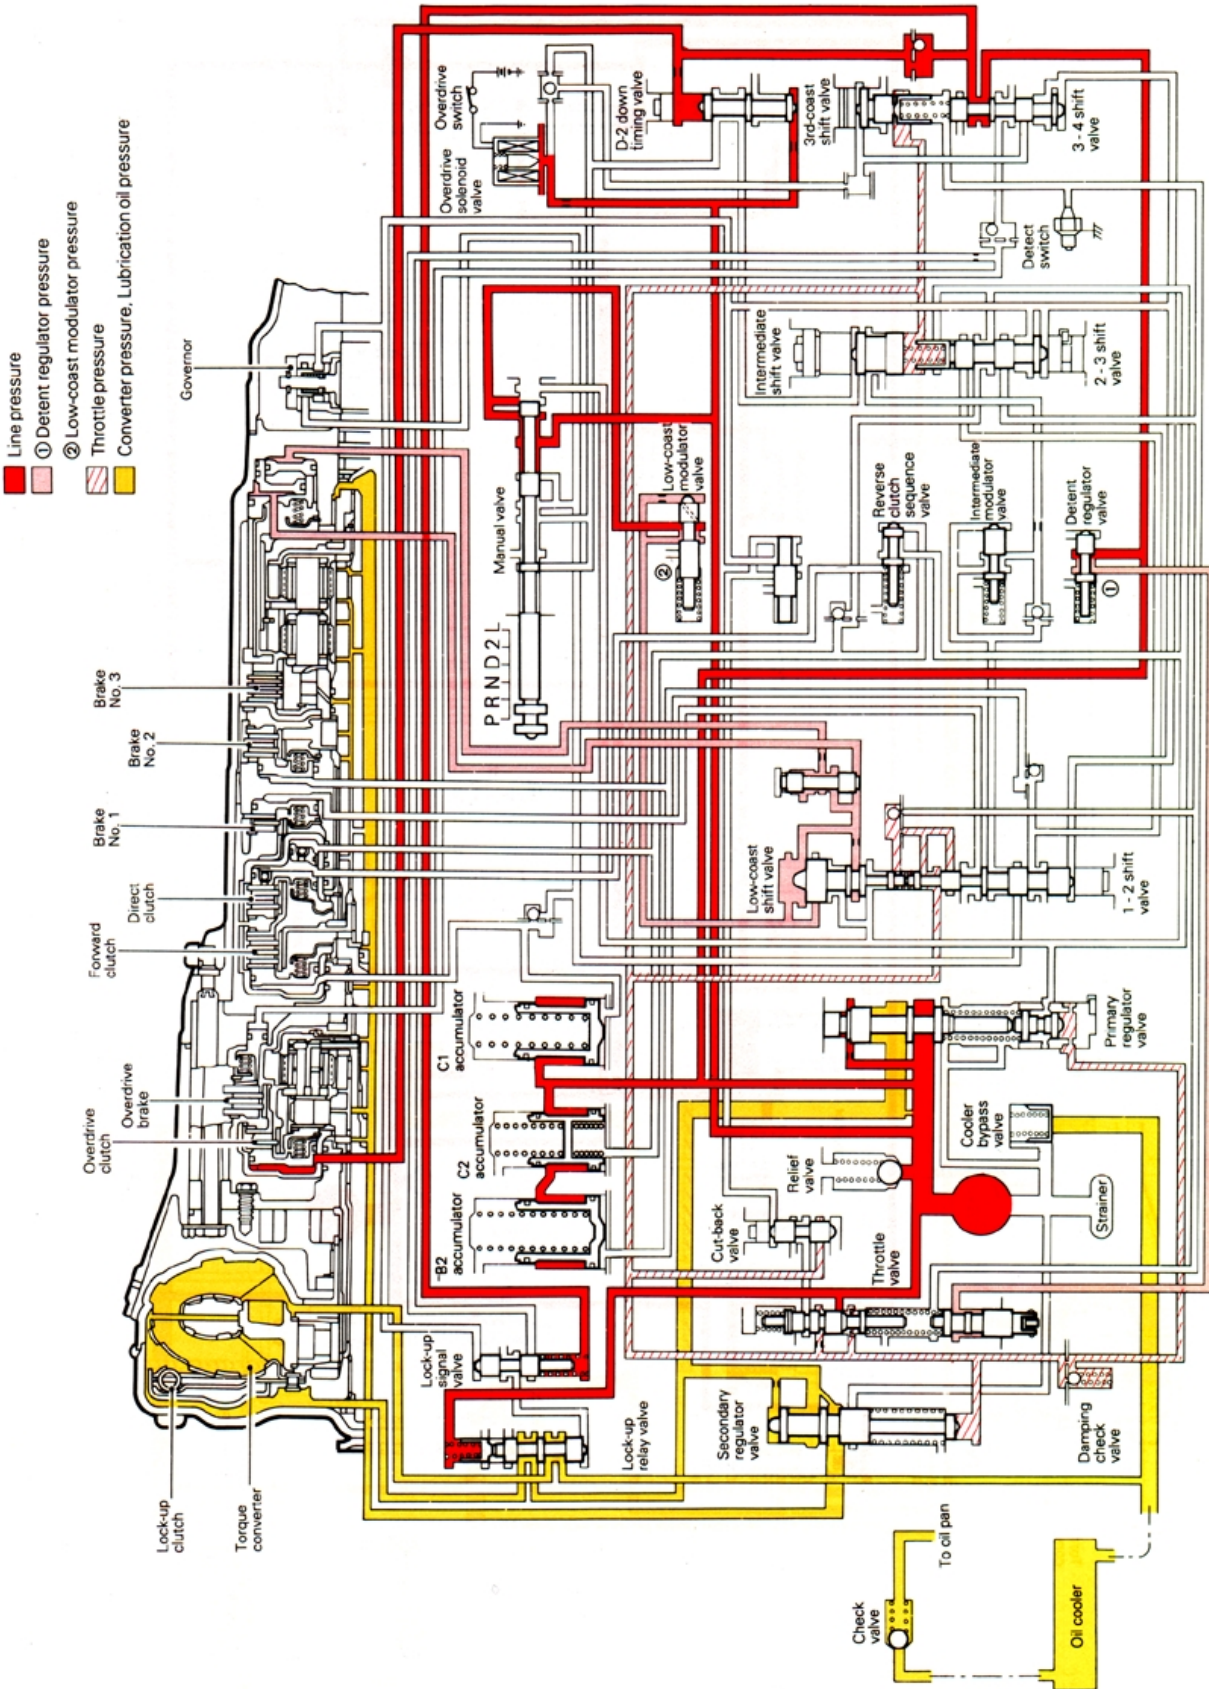 Line pressure
① Detent regulator pressure
② Low-coast modulator pressure
Throttle pressure
Converter pressure, Lubrication oil pressure
Lock-up
clutch
Torque
converter
Overdrive
clutch
Overdrive
brake
Forward
clutch
Direct
clutch
Brake
No. 1
Brake
No. 2
Brake
No. 3
Governor
Lock-up
signal
valve
Lock-up
relay valve
B2
accumulator
C2
accumulator
C1
accumulator
P R N D 2 L
Manual valve
Overdrive
solenoid
valve
Overdrive
switch
D-2 down
timing valve
3rd-coast
shift valve
3 - 4 shift
valve
Detect
switch
Intermediate
shift valve
2 - 3 shift
valve
②
Low-coast
modulator
valve
Reverse
clutch
sequence
valve
Intermediate
modulator
valve
Detent
regulator
valve
①
Low-coast
shift valve
1 - 2 shift
valve
Primary
regulator
valve
Cooler
bypass
valve
Relief
valve
Strainer
Cut-back
valve
Throttle
valve
Secondary
regulator
valve
Damping
check
valve
Check
valve
To oil pan
Oil cooler